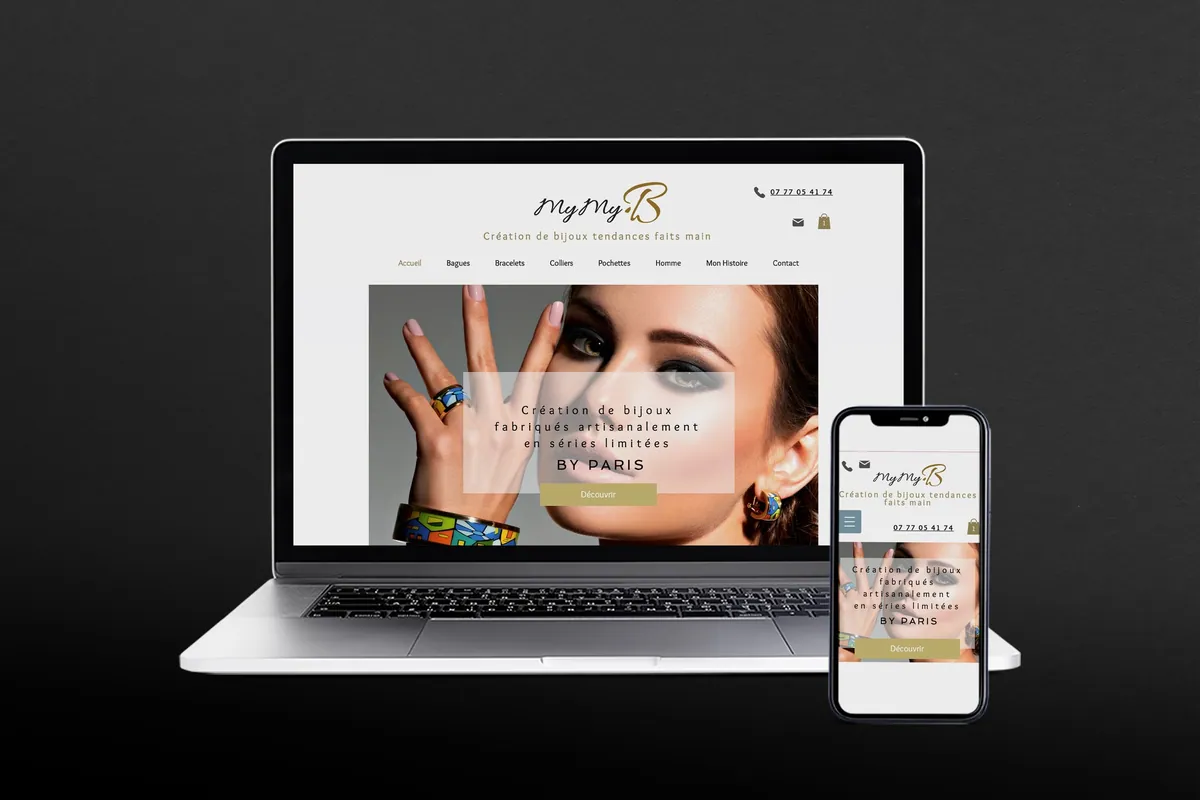 MyMy.B
07 77 05 41 74
Création de bijoux tendances faits main
1
Accueil Bagues Bracelets Colliers Pochettes Homme Mon Histoire Contact
Création de bijoux
fabriqués artisanalement
en séries limitées
BY PARIS
Découvrir
MyMy.B
Création de bijoux tendances
faits main
07 77 05 41 74
1
Création de bijoux
fabriqués
artisanalement
en séries limitées
BY PARIS
Découvrir